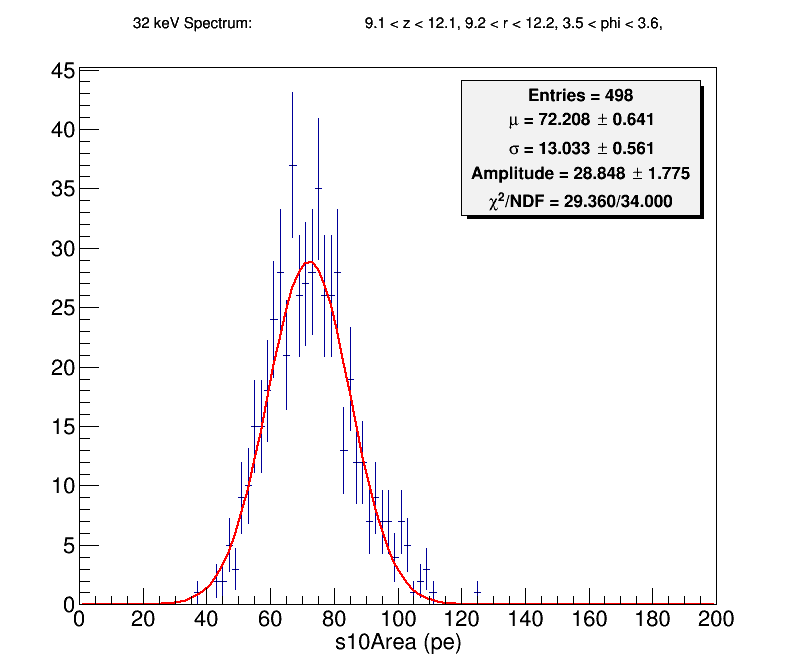 32 keV Spectrum: 9.1 < z < 12.1, 9.2 < r < 12.2, 3.5 < phi < 3.6,
Entries = 498
μ = 72.208 ± 0.641
σ = 13.033 ± 0.561
Amplitude = 28.848 ± 1.775
χ²/NDF = 29.360/34.000
45
40
35
30
25
20
15
10
5
0
0 20 40 60 80 100 120 140 160 180 200
s10Area (pe)